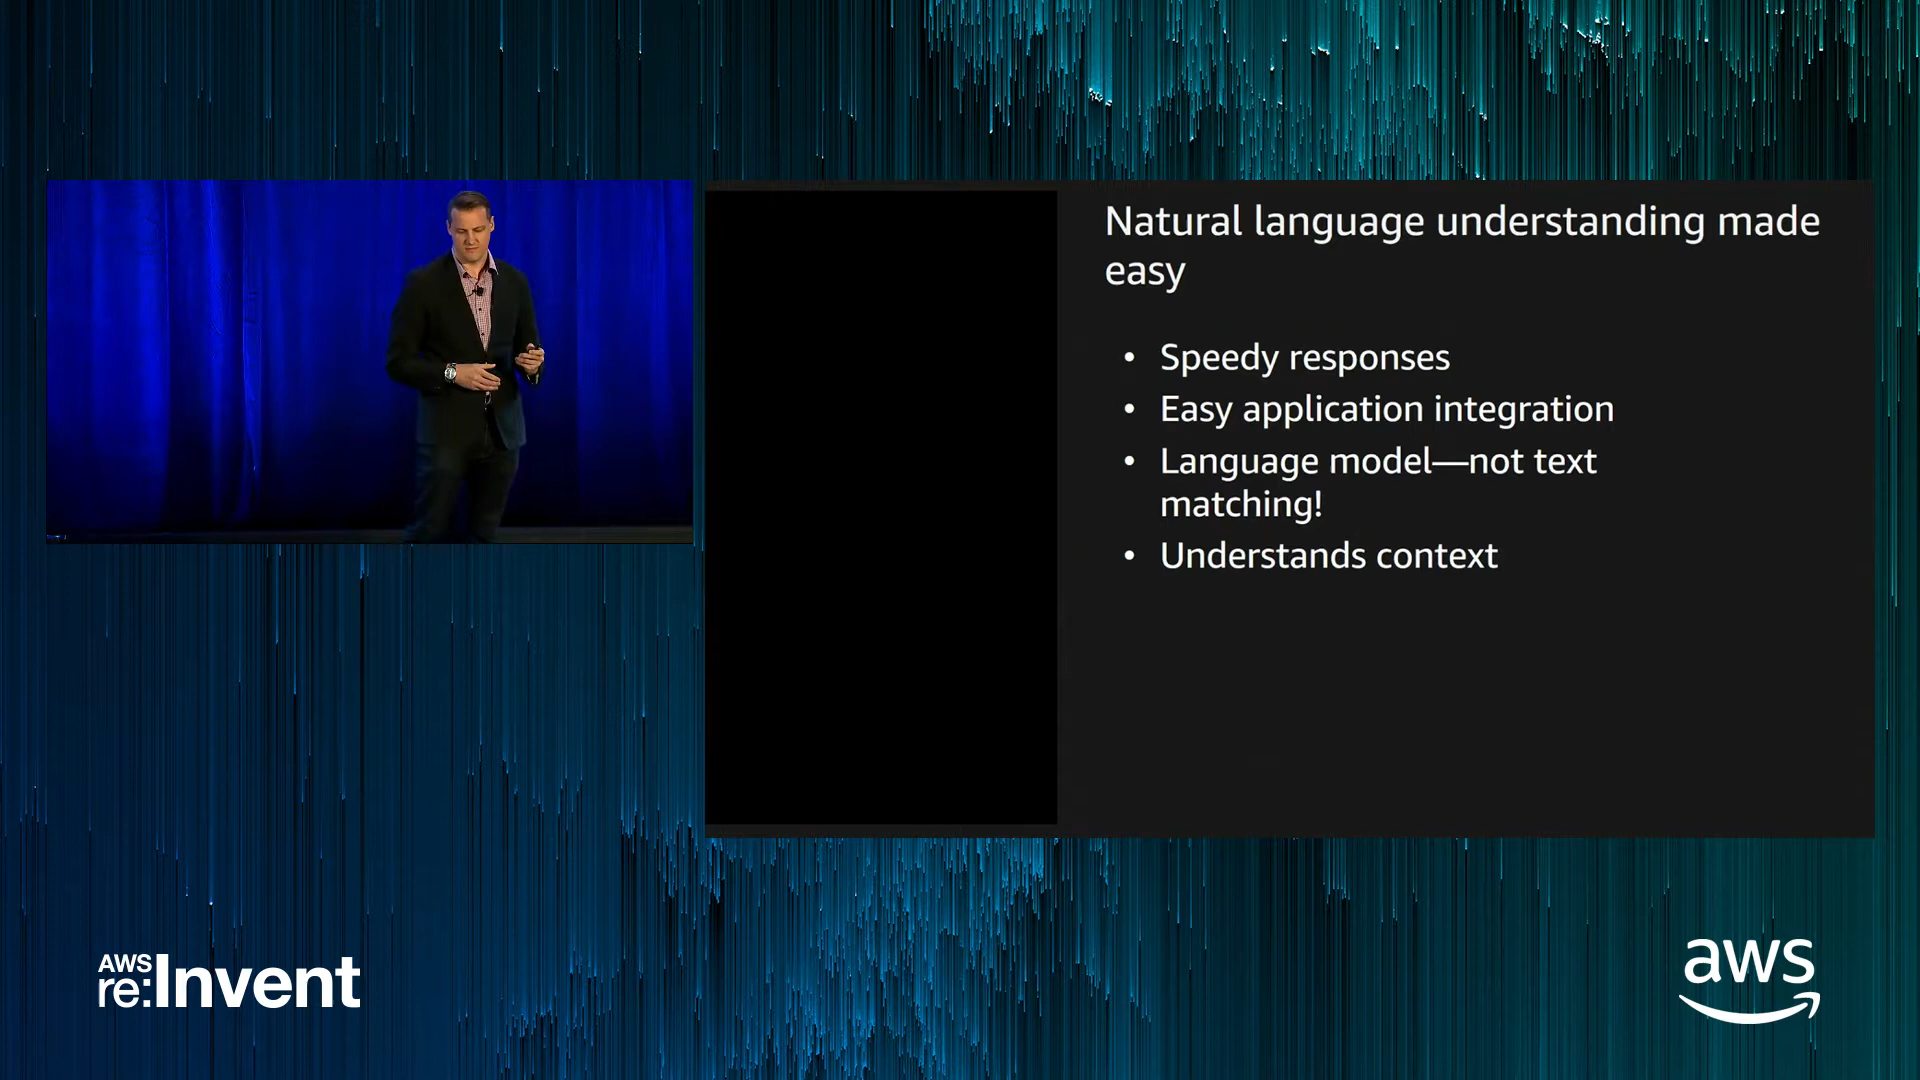 Natural language understanding made
easy
• Speedy responses
• Easy application integration
• Language model—not text
matching!
• Understands context
AWS
re:Invent
aws